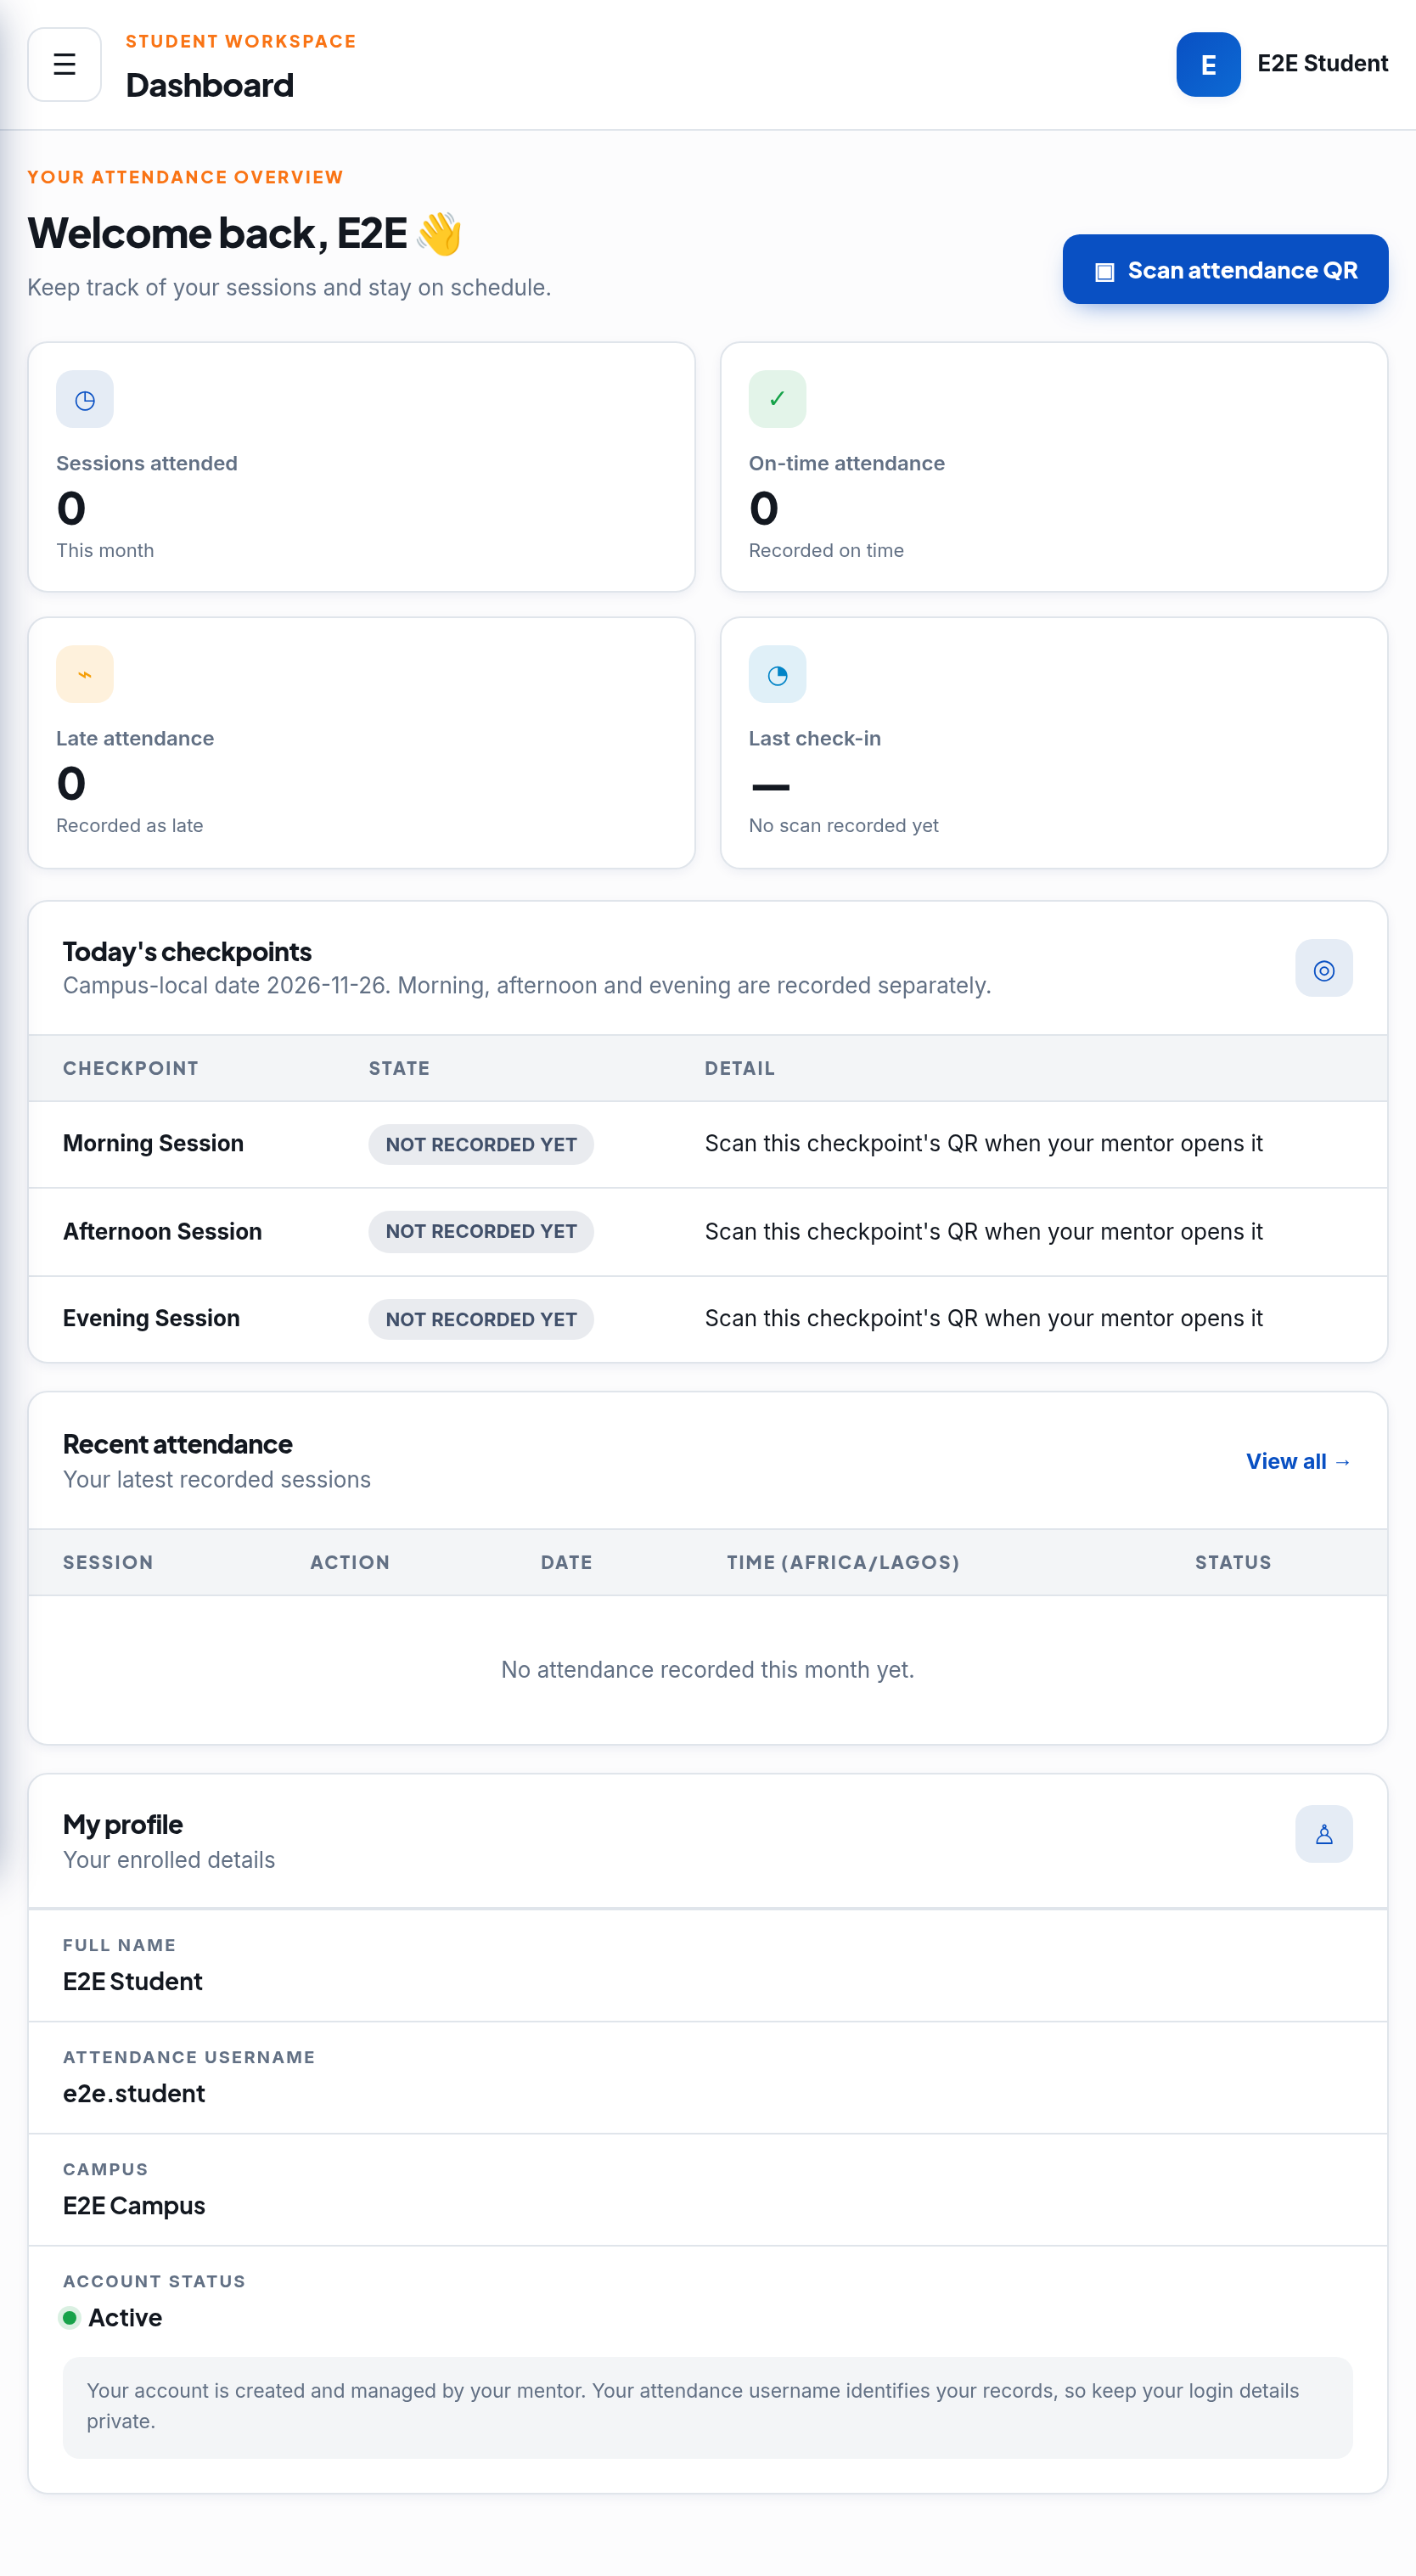 ☰
STUDENT WORKSPACE
Dashboard
E
E2E Student
YOUR ATTENDANCE OVERVIEW
Welcome back, E2E 👋
Keep track of your sessions and stay on schedule.
▣ Scan attendance QR
Sessions attended
0
This month
✓
On-time attendance
0
Recorded on time
Late attendance
0
Recorded as late
Last check-in
—
No scan recorded yet
Today's checkpoints
Campus-local date 2026-11-26. Morning, afternoon and evening are recorded separately.
CHECKPOINT STATE DETAIL
Morning Session NOT RECORDED YET Scan this checkpoint's QR when your mentor opens it
Afternoon Session NOT RECORDED YET Scan this checkpoint's QR when your mentor opens it
Evening Session NOT RECORDED YET Scan this checkpoint's QR when your mentor opens it
Recent attendance
Your latest recorded sessions
View all →
SESSION ACTION DATE TIME (AFRICA/LAGOS) STATUS
No attendance recorded this month yet.
My profile
Your enrolled details
FULL NAME
E2E Student
ATTENDANCE USERNAME
e2e.student
CAMPUS
E2E Campus
ACCOUNT STATUS
Active
Your account is created and managed by your mentor. Your attendance username identifies your records, so keep your login details
private.